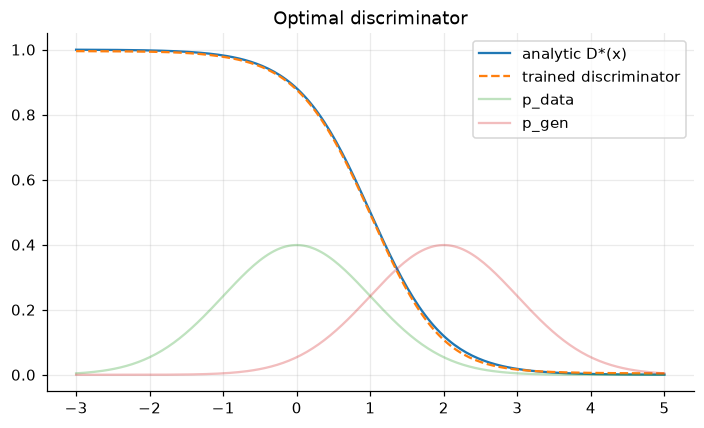 Optimal discriminator
analytic D*(x)
trained discriminator
p_data
p_gen
1.0
0.8
0.6
0.4
0.2
0.0
−3 −2 −1 0 1 2 3 4 5